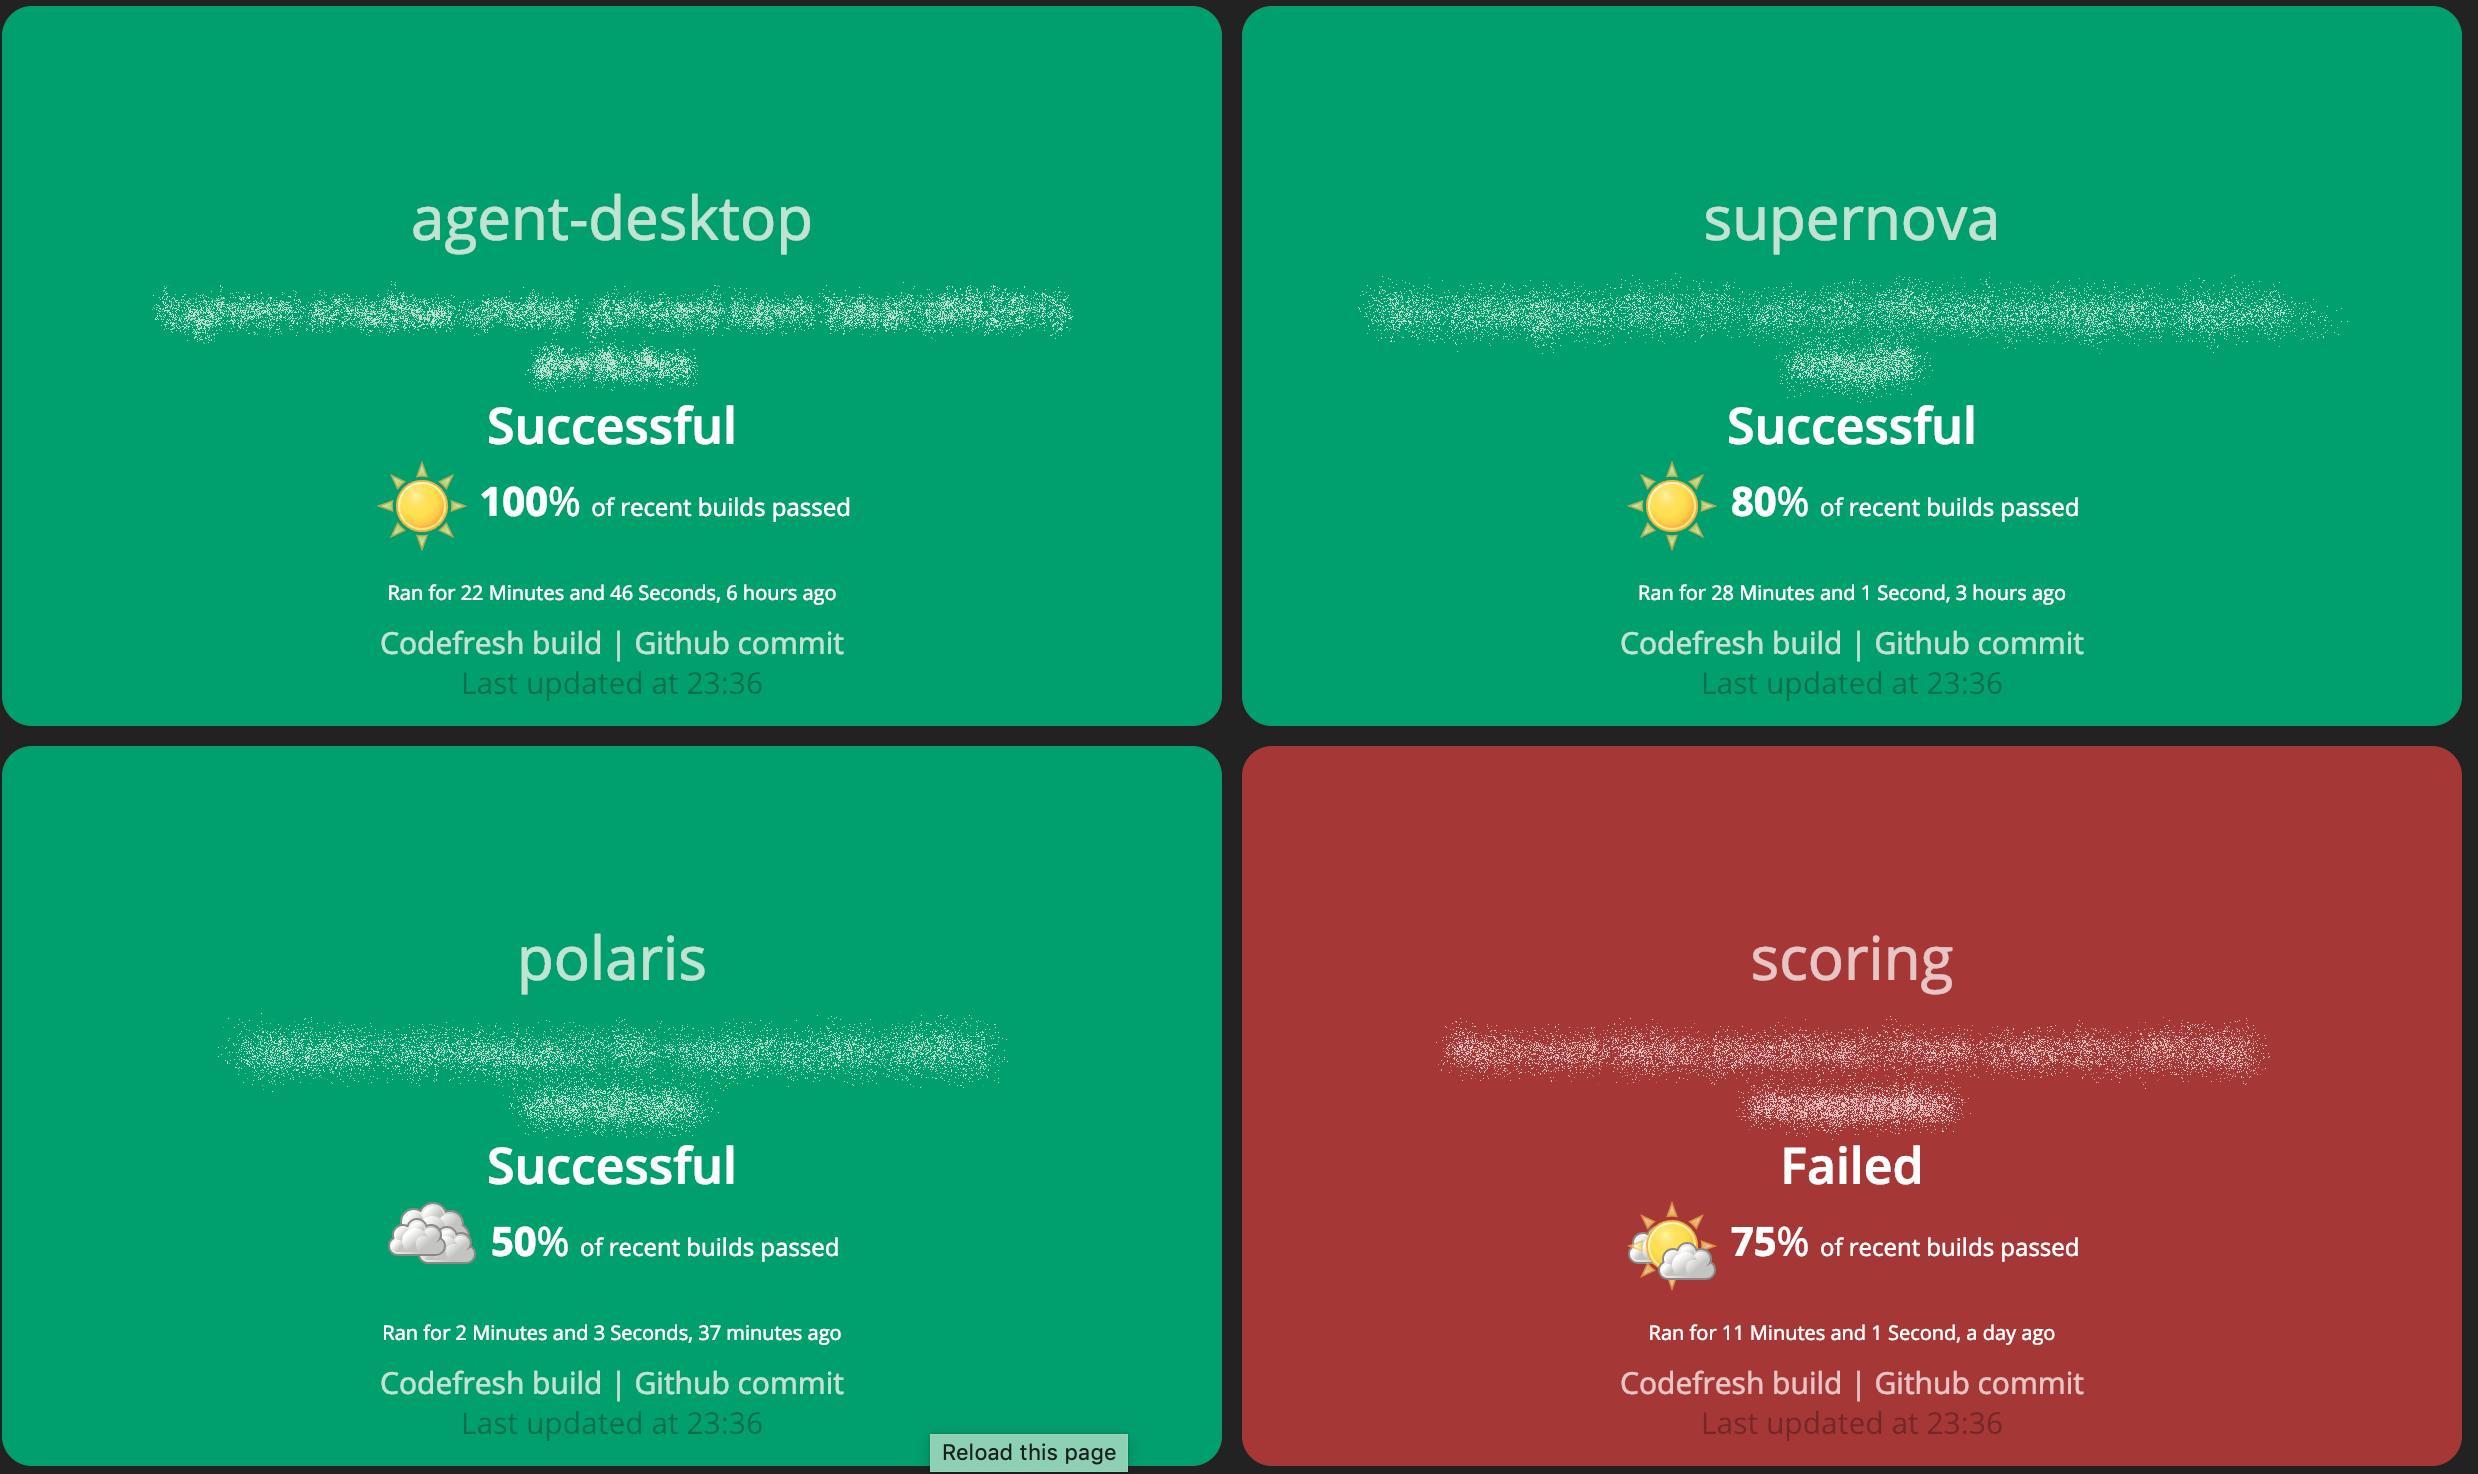 agent-desktop
Successful
100% of recent builds passed
Ran for 22 Minutes and 46 Seconds, 6 hours ago
Codefresh build | Github commit
Last updated at 23:36
supernova
Successful
80% of recent builds passed
Ran for 28 Minutes and 1 Second, 3 hours ago
Codefresh build | Github commit
Last updated at 23:36
polaris
Successful
50% of recent builds passed
Ran for 2 Minutes and 3 Seconds, 37 minutes ago
Codefresh build | Github commit
Last updated at 23:36
scoring
Failed
75% of recent builds passed
Ran for 11 Minutes and 1 Second, a day ago
Codefresh build | Github commit
Last updated at 23:36
Reload this page